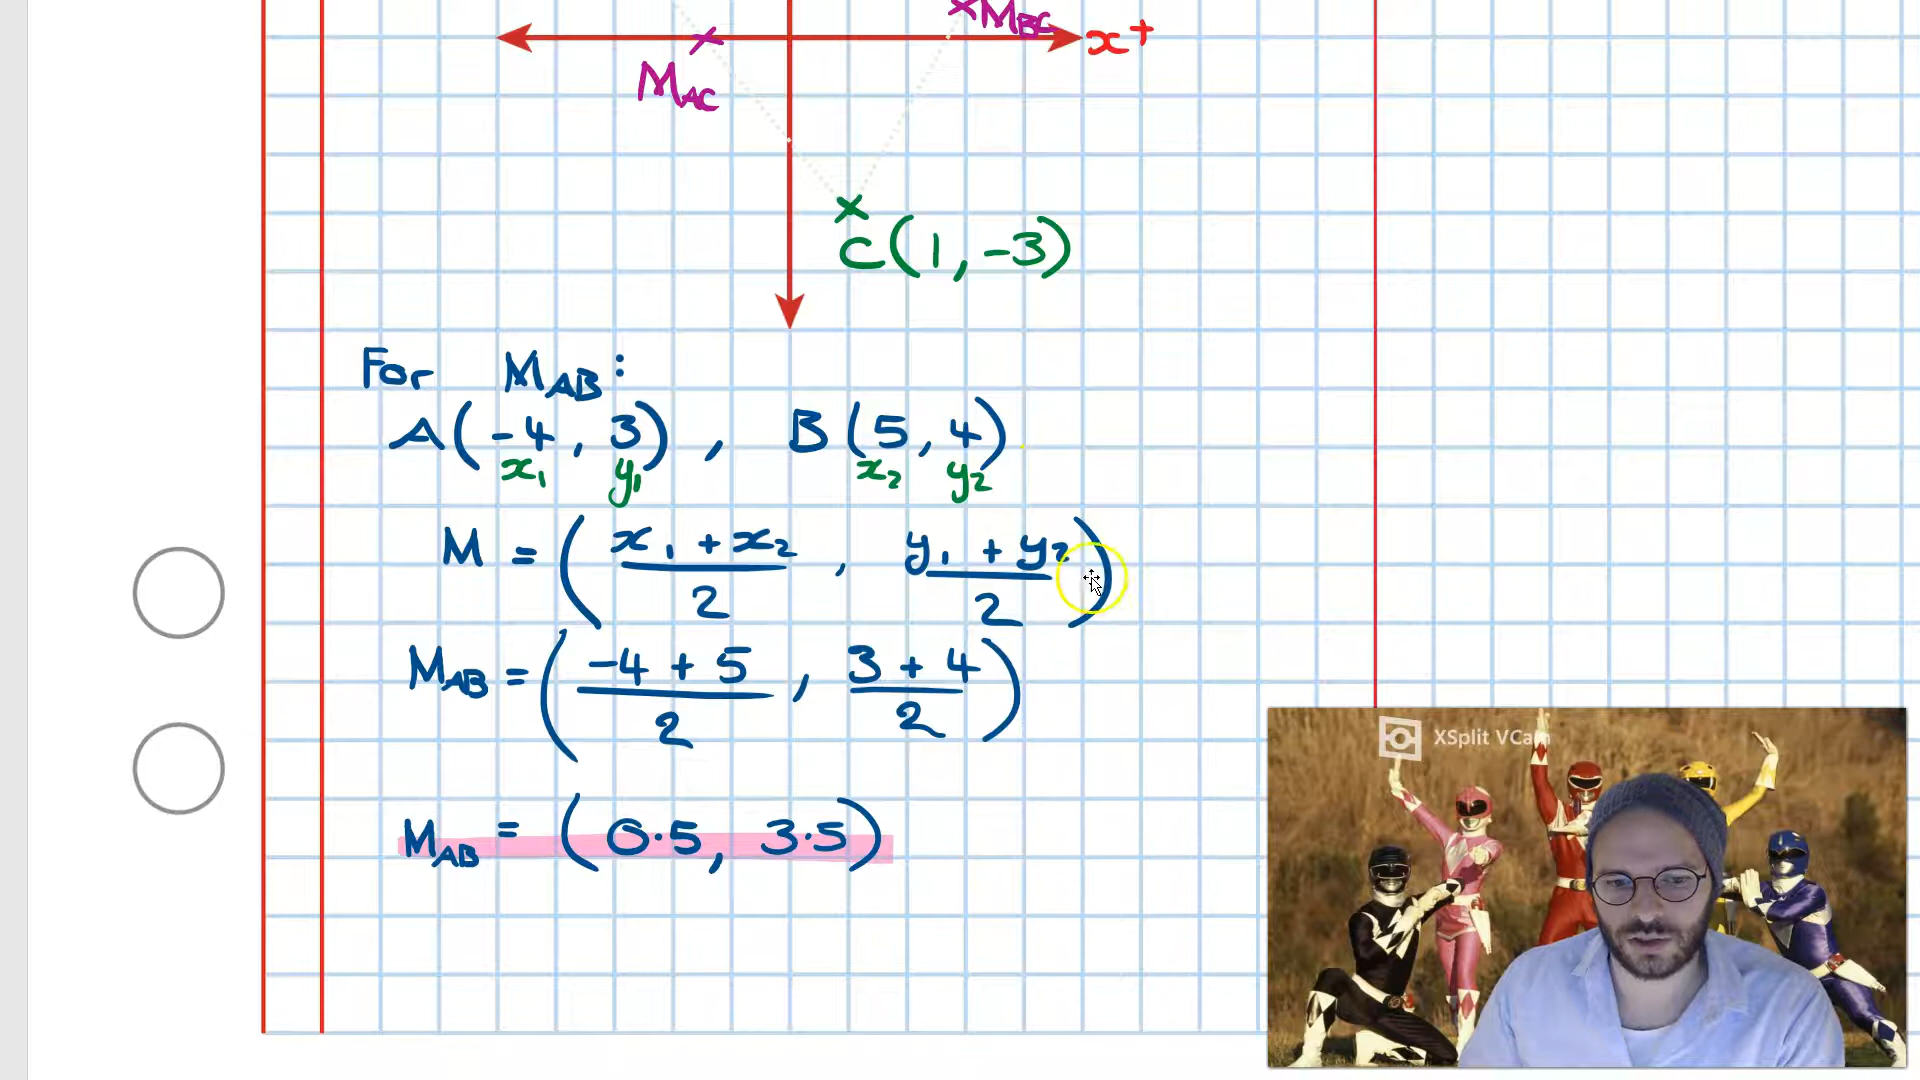 M_BC
x⁺
M_AC
C(1, -3)
For M_AB:
A(-4, 3), B(5, 4)
x₁ y₁ x₂ y₂
M = (x₁ + x₂ / 2, y₁ + y₂ / 2)
M_AB = (-4 + 5 / 2, 3 + 4 / 2)
M_AB = (0.5, 3.5)
XSplit VCam